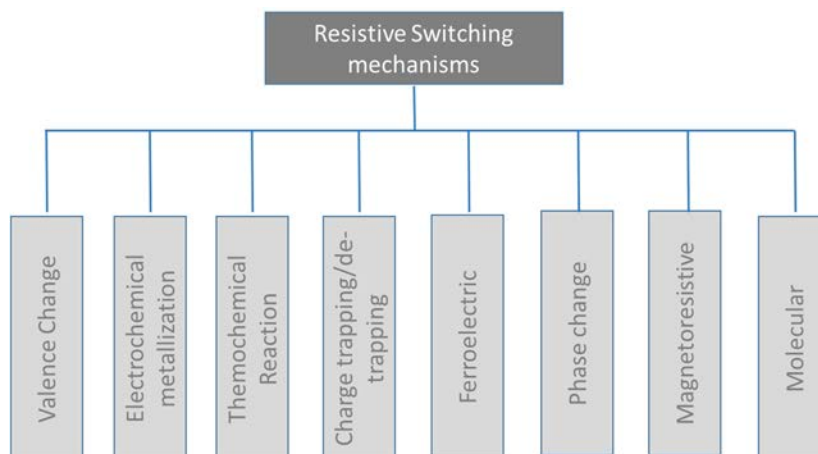 Resistive Switching
mechanisms
Valence Change
Electrochemical
metallization
Themochemical
Reaction
Charge trapping/de-
trapping
Ferroelectric
Phase change
Magnetoresistive
Molecular